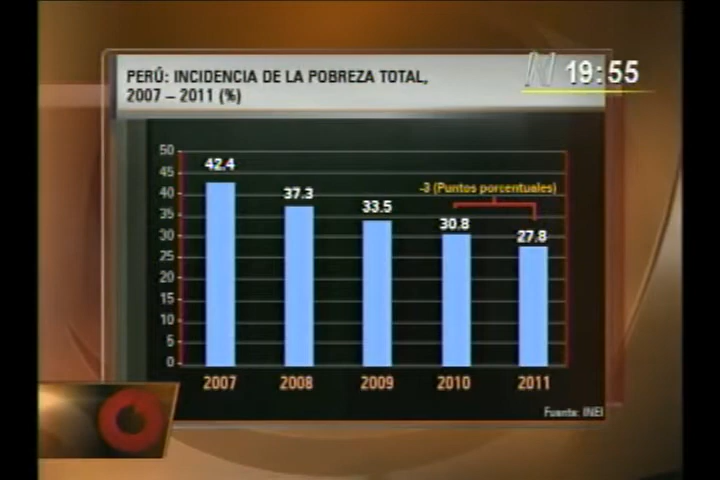 PERÚ: INCIDENCIA DE LA POBREZA TOTAL,
2007 – 2011 (%)
N 19:55
50
45
40
35
30
25
20
15
10
5
0
42.4
37.3
33.5
30.8
27.8
-3 (Puntos porcentuales)
2007 2008 2009 2010 2011
Fuente: INEI